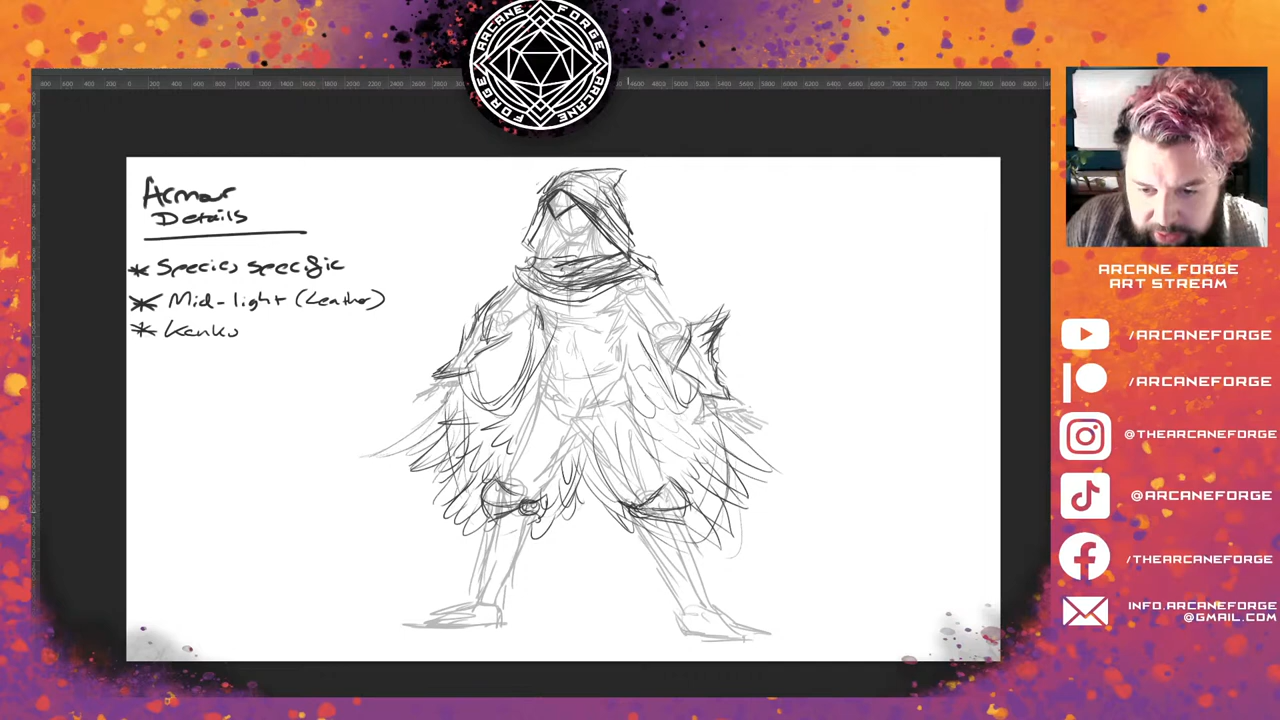 ARCANE FORGE ARCANE FORGE
Armor
Details
* Species specific
* Mid-light (Leather)
* Kenku
ARCANE FORGE
ART STREAM
/ARCANEFORGE
/ARCANEFORGE
@THEARCANEFORGE
@ARCANEFORGE
/THEARCANEFORGE
INFO.ARCANEFORGE
@GMAIL.COM